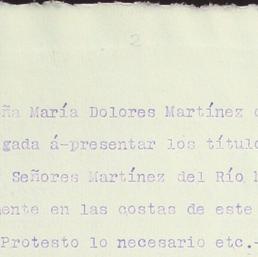 2
ña María Dolores Martínez
gada á-presentar los título
Señores Martínez del Río
ente en las costas de este
Protesto lo necesario etc.-